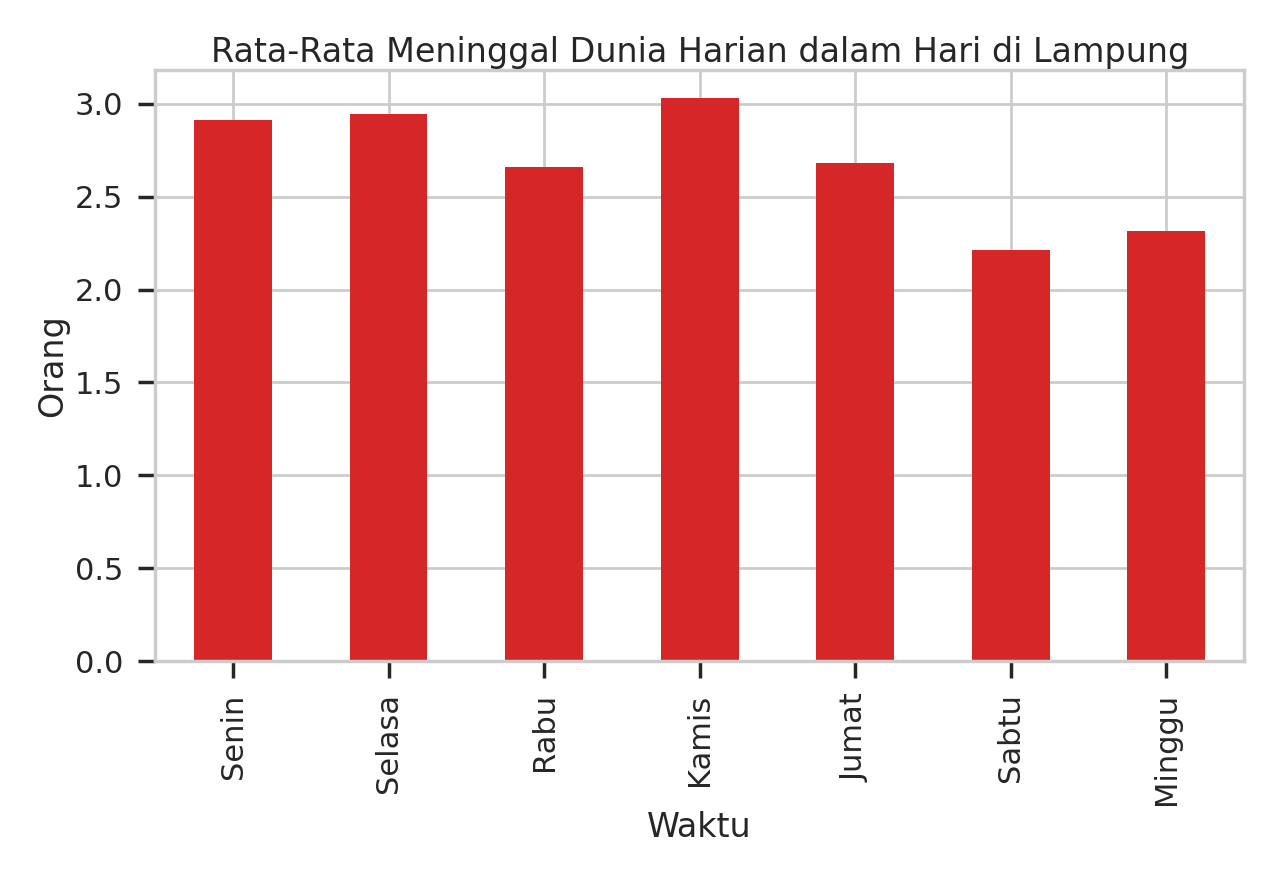 Rata-Rata Meninggal Dunia Harian dalam Hari di Lampung
3.0
2.5
2.0
1.5
1.0
0.5
0.0
Orang
Senin
Selasa
Rabu
Kamis
Jumat
Sabtu
Minggu
Waktu